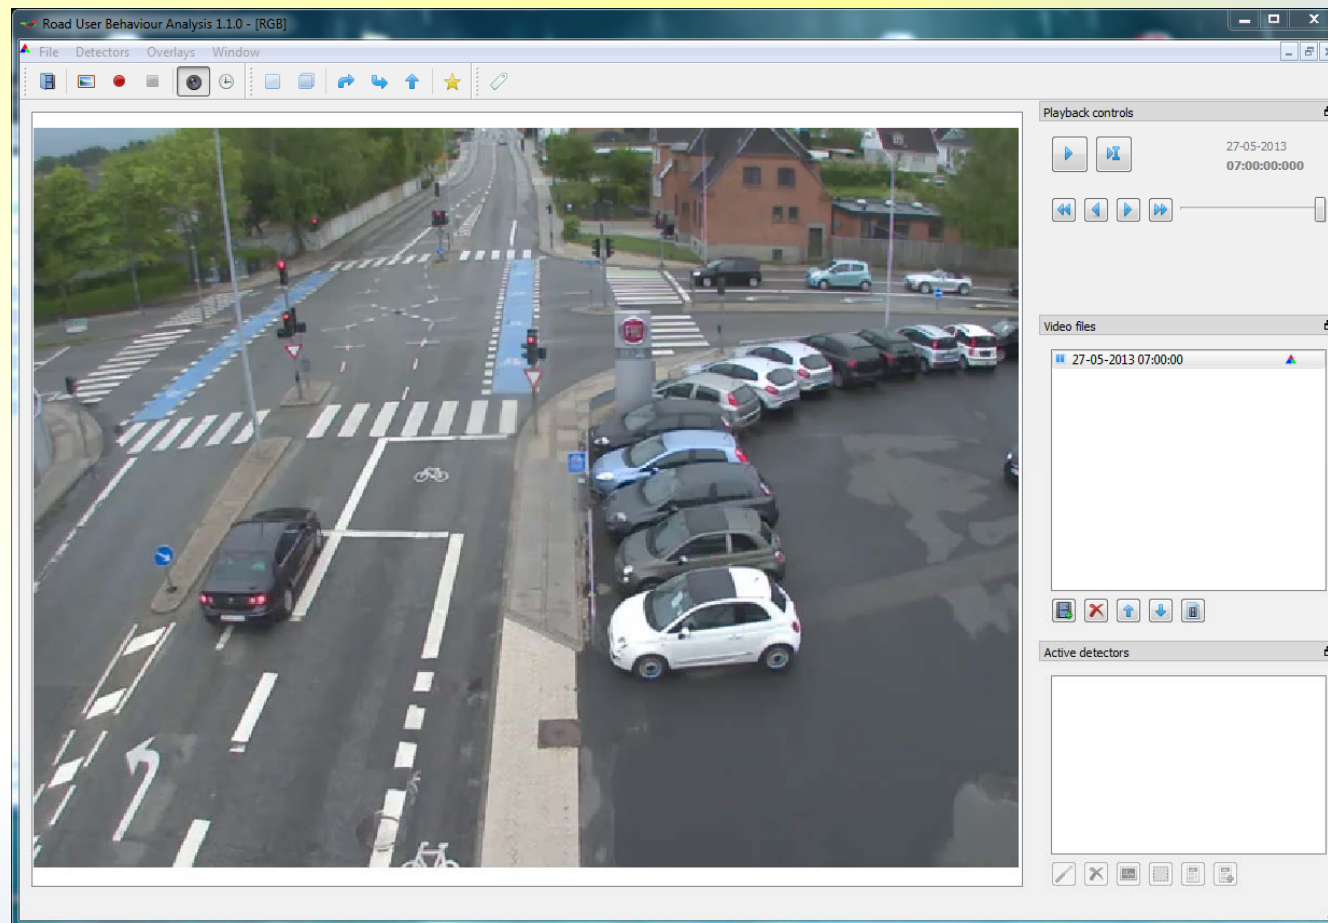 Road User Behaviour Analysis 1.1.0 - [RGB]
File Detectors Overlays Window
Playback controls
27-05-2013
07:00:00:000
Video files
27-05-2013 07:00:00
Active detectors